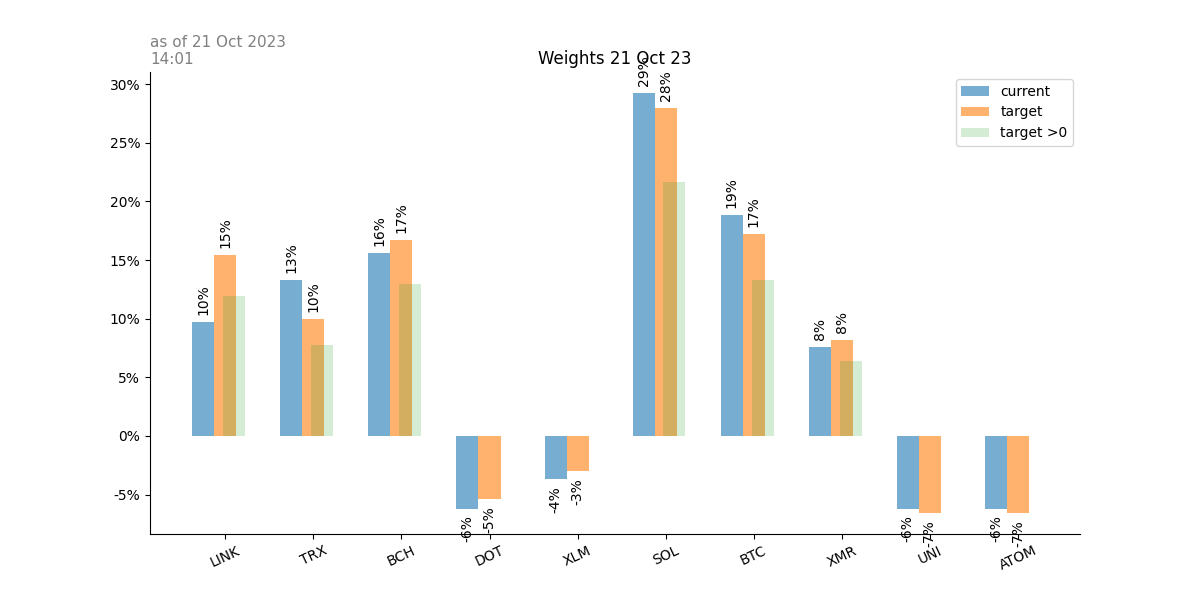 as of 21 Oct 2023
14:01
Weights 21 Oct 23
current
target
target >0
30%
25%
20%
15%
10%
5%
0%
-5%
10%
15%
13%
10%
16%
17%
-6%
-5%
-4%
-3%
29%
28%
19%
17%
8%
8%
-6%
-7%
-6%
-7%
LINK
TRX
BCH
DOT
XLM
SOL
BTC
XMR
UNI
ATOM